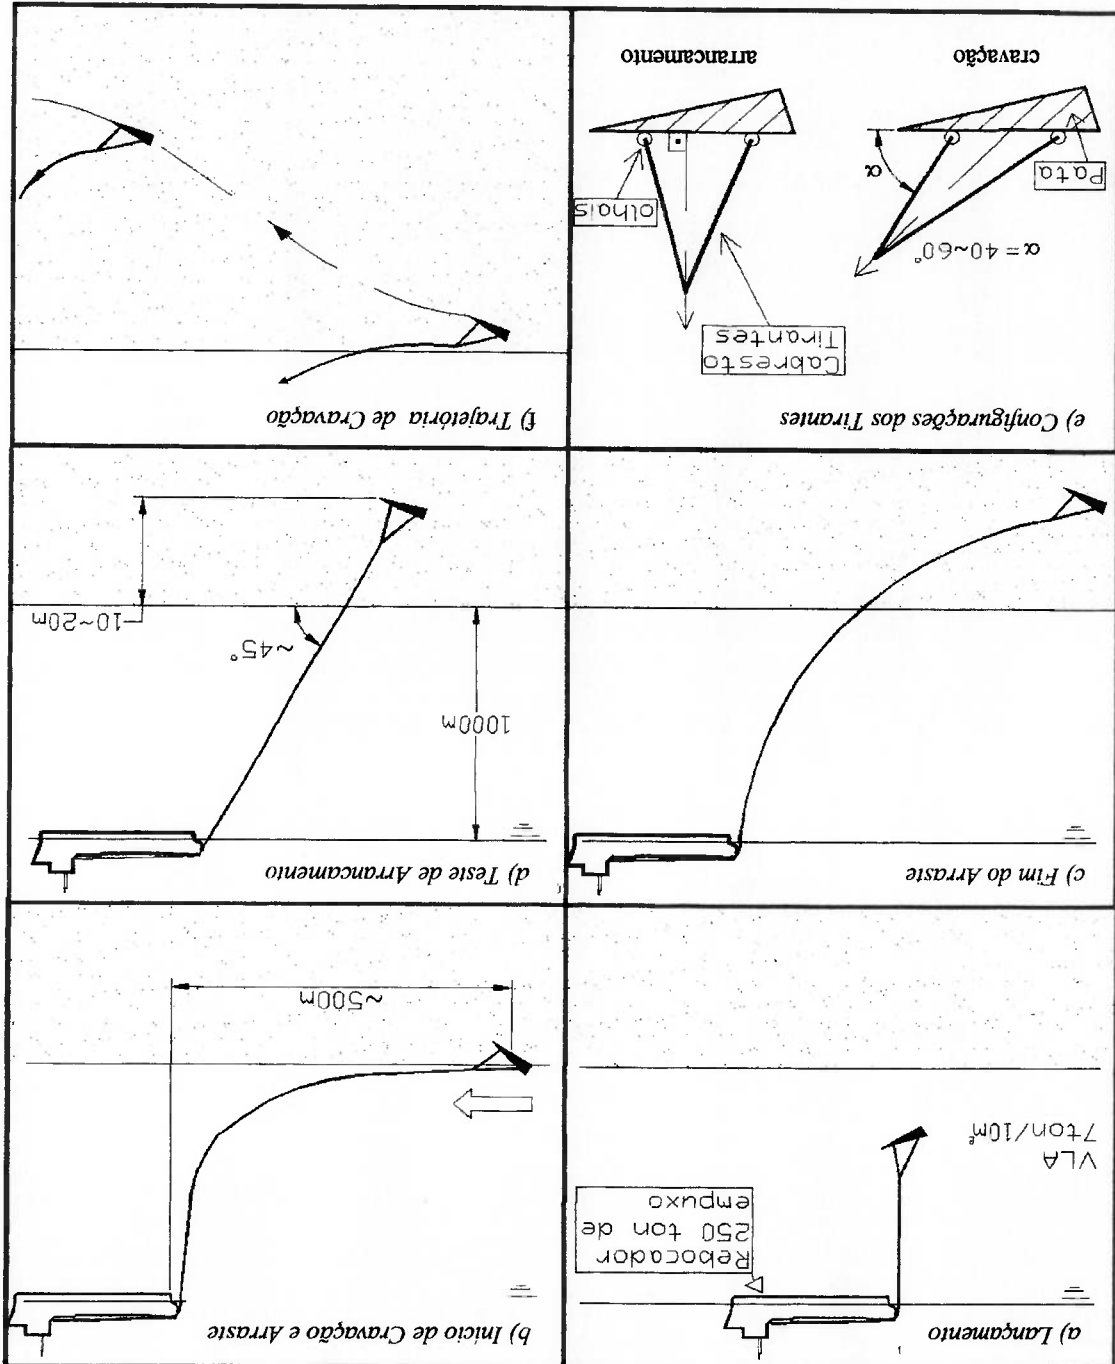 a) Lançamento
Rebocador
250 ton de
empuxo
VLA
7ton/10m²
b) Início de Cravação e Arraste
~500m
c) Fim do Arraste
d) Teste de Arrancamento
1000m
~45°
10~20m
e) Configurações dos Tirantes
Cabresto
Tirantes
α = 40~60°
olhais
α
Pata
cravação
arrancamento
f) Trajetória de Cravação